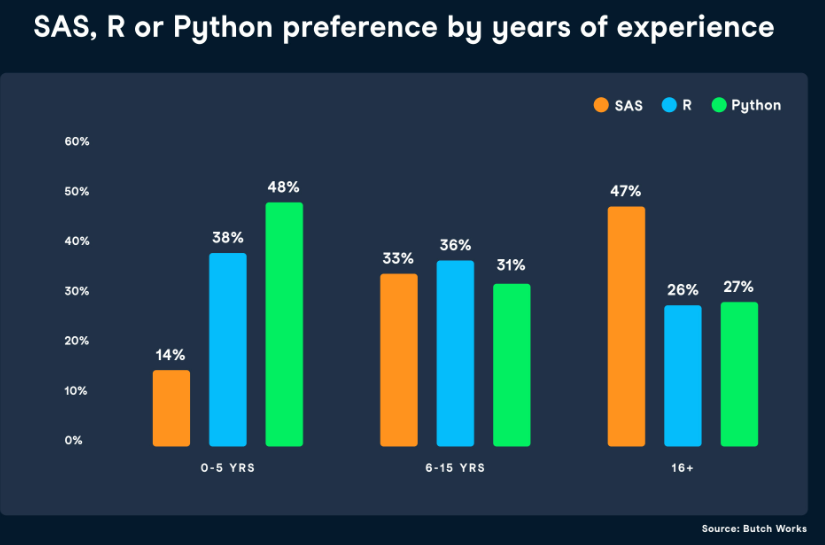 SAS, R or Python preference by years of experience
SAS R Python
60%
50%
40%
30%
20%
10%
0%
14% 38% 48%
33% 36% 31%
47% 26% 27%
0-5 YRS 6-15 YRS 16+
Source: Butch Works